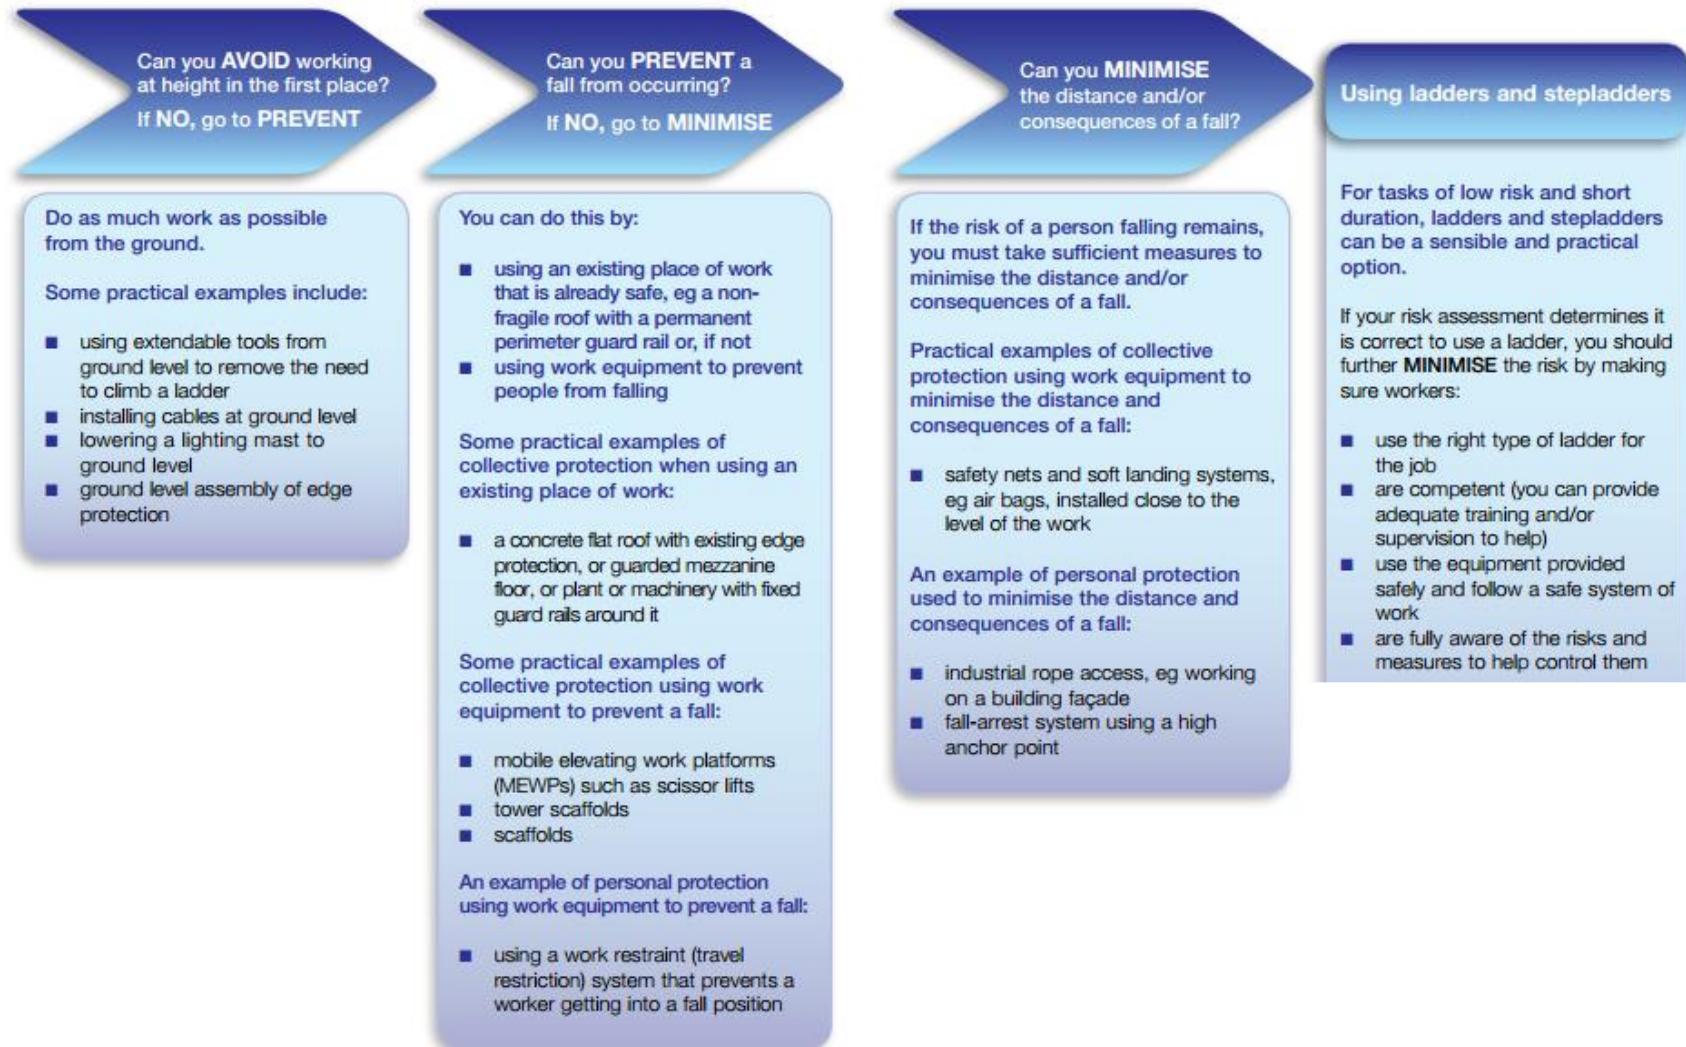 Can you AVOID working
at height in the first place?
If NO, go to PREVENT
Do as much work as possible
from the ground.
Some practical examples include:
■ using extendable tools from
ground level to remove the need
to climb a ladder
■ installing cables at ground level
■ lowering a lighting mast to
ground level
■ ground level assembly of edge
protection
Can you PREVENT a
fall from occurring?
If NO, go to MINIMISE
You can do this by:
■ using an existing place of work
that is already safe, eg a non-
fragile roof with a permanent
perimeter guard rail or, if not
■ using work equipment to prevent
people from falling
Some practical examples of
collective protection when using an
existing place of work:
■ a concrete flat roof with existing edge
protection, or guarded mezzanine
floor, or plant or machinery with fixed
guard rails around it
Some practical examples of
collective protection using work
equipment to prevent a fall:
■ mobile elevating work platforms
(MEWPs) such as scissor lifts
■ tower scaffolds
■ scaffolds
An example of personal protection
using work equipment to prevent a fall:
■ using a work restraint (travel
restriction) system that prevents a
worker getting into a fall position
Can you MINIMISE
the distance and/or
consequences of a fall?
If the risk of a person falling remains,
you must take sufficient measures to
minimise the distance and/or
consequences of a fall.
Practical examples of collective
protection using work equipment to
minimise the distance and
consequences of a fall:
■ safety nets and soft landing systems,
eg air bags, installed close to the
level of the work
An example of personal protection
used to minimise the distance and
consequences of a fall:
■ industrial rope access, eg working
on a building façade
■ fall-arrest system using a high
anchor point
Using ladders and stepladders
For tasks of low risk and short
duration, ladders and stepladders
can be a sensible and practical
option.
If your risk assessment determines it
is correct to use a ladder, you should
further MINIMISE the risk by making
sure workers:
■ use the right type of ladder for
the job
■ are competent (you can provide
adequate training and/or
supervision to help)
■ use the equipment provided
safely and follow a safe system of
work
■ are fully aware of the risks and
measures to help control them